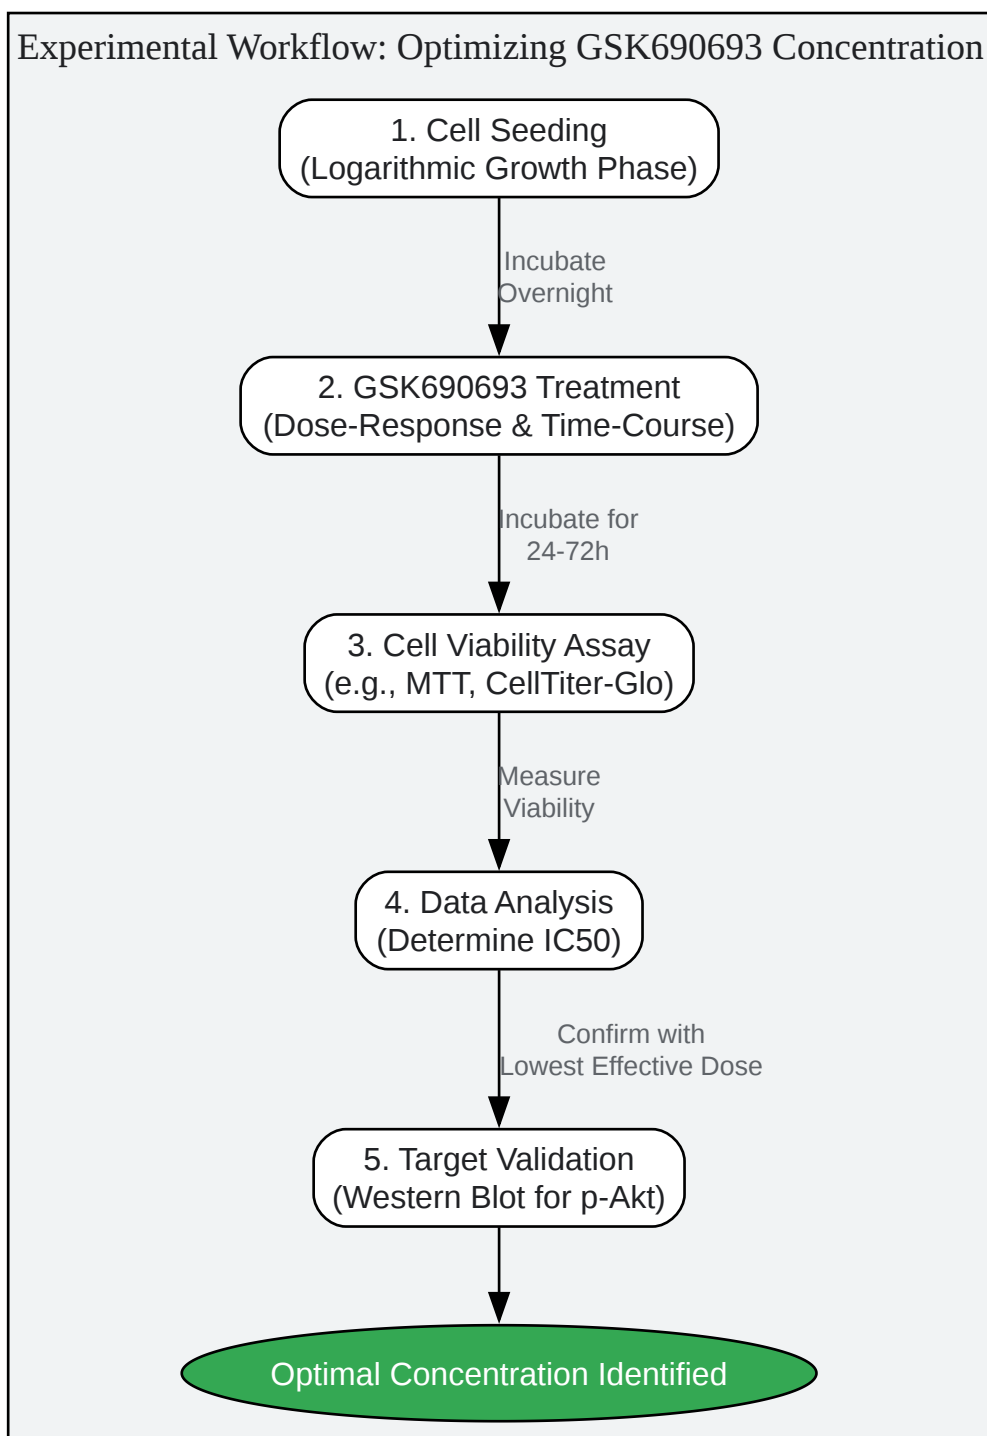 Experimental Workflow: Optimizing GSK690693 Concentration
1. Cell Seeding
(Logarithmic Growth Phase)
Incubate
Overnight
2. GSK690693 Treatment
(Dose-Response & Time-Course)
Incubate for
24-72h
3. Cell Viability Assay
(e.g., MTT, CellTiter-Glo)
Measure
Viability
4. Data Analysis
(Determine IC50)
Confirm with
Lowest Effective Dose
5. Target Validation
(Western Blot for p-Akt)
Optimal Concentration Identified